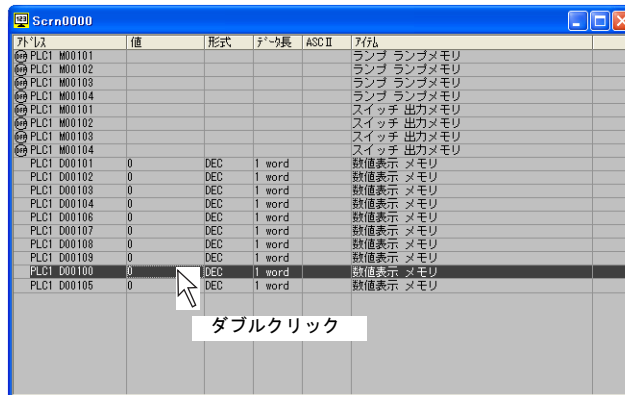 Scrn0000
ｱﾄﾞﾚｽ 値 形式 ﾃﾞｰﾀ長 ASCⅡ ｱｲﾃﾑ
OFF PLC1 M00101 ランプ ランプメモリ
OFF PLC1 M00102 ランプ ランプメモリ
OFF PLC1 M00103 ランプ ランプメモリ
OFF PLC1 M00104 ランプ ランプメモリ
OFF PLC1 M00101 スイッチ 出力メモリ
OFF PLC1 M00102 スイッチ 出力メモリ
OFF PLC1 M00103 スイッチ 出力メモリ
OFF PLC1 M00104 スイッチ 出力メモリ
PLC1 D00101 0 DEC 1 word 数値表示 メモリ
PLC1 D00102 0 DEC 1 word 数値表示 メモリ
PLC1 D00103 0 DEC 1 word 数値表示 メモリ
PLC1 D00104 0 DEC 1 word 数値表示 メモリ
PLC1 D00106 0 DEC 1 word 数値表示 メモリ
PLC1 D00107 0 DEC 1 word 数値表示 メモリ
PLC1 D00108 0 DEC 1 word 数値表示 メモリ
PLC1 D00109 0 DEC 1 word 数値表示 メモリ
PLC1 D00100 0 DEC 1 word 数値表示 メモリ
PLC1 D00105 0 DEC 1 word 数値表示 メモリ
ダブルクリック